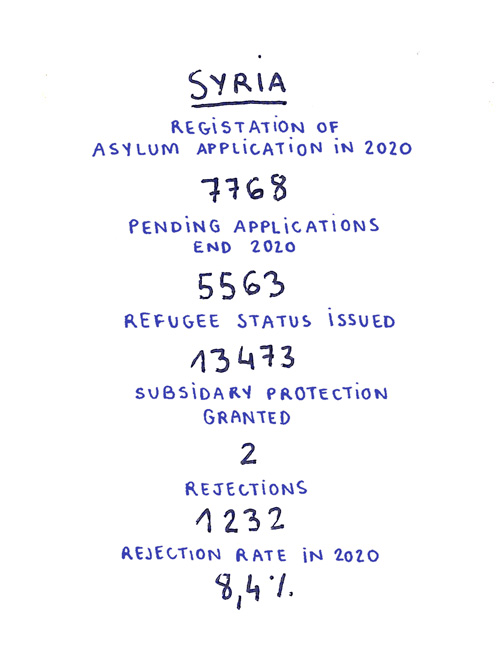 SYRIA
REGISTATION OF
ASYLUM APPLICATION iN 2020
7768
PENDiNG APPLiCATIONS
END 2020
5563
REFUGEE STATUS iSSUED
13473
SUBSiDARY PROTECTION
GRANTED
2
REJECTIONS
1232
REJECTION RATE iN 2020
8,4%